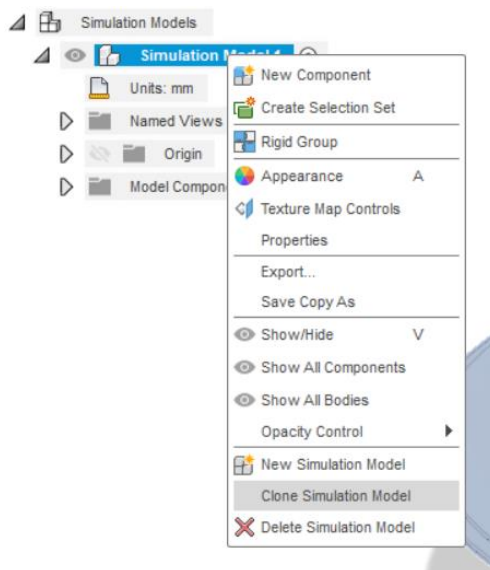 Simulation Models
Simulation Model 1
Units: mm
Named Views
Origin
Model Compon
New Component
Create Selection Set
Rigid Group
Appearance A
Texture Map Controls
Properties
Export...
Save Copy As
Show/Hide V
Show All Components
Show All Bodies
Opacity Control
New Simulation Model
Clone Simulation Model
Delete Simulation Model